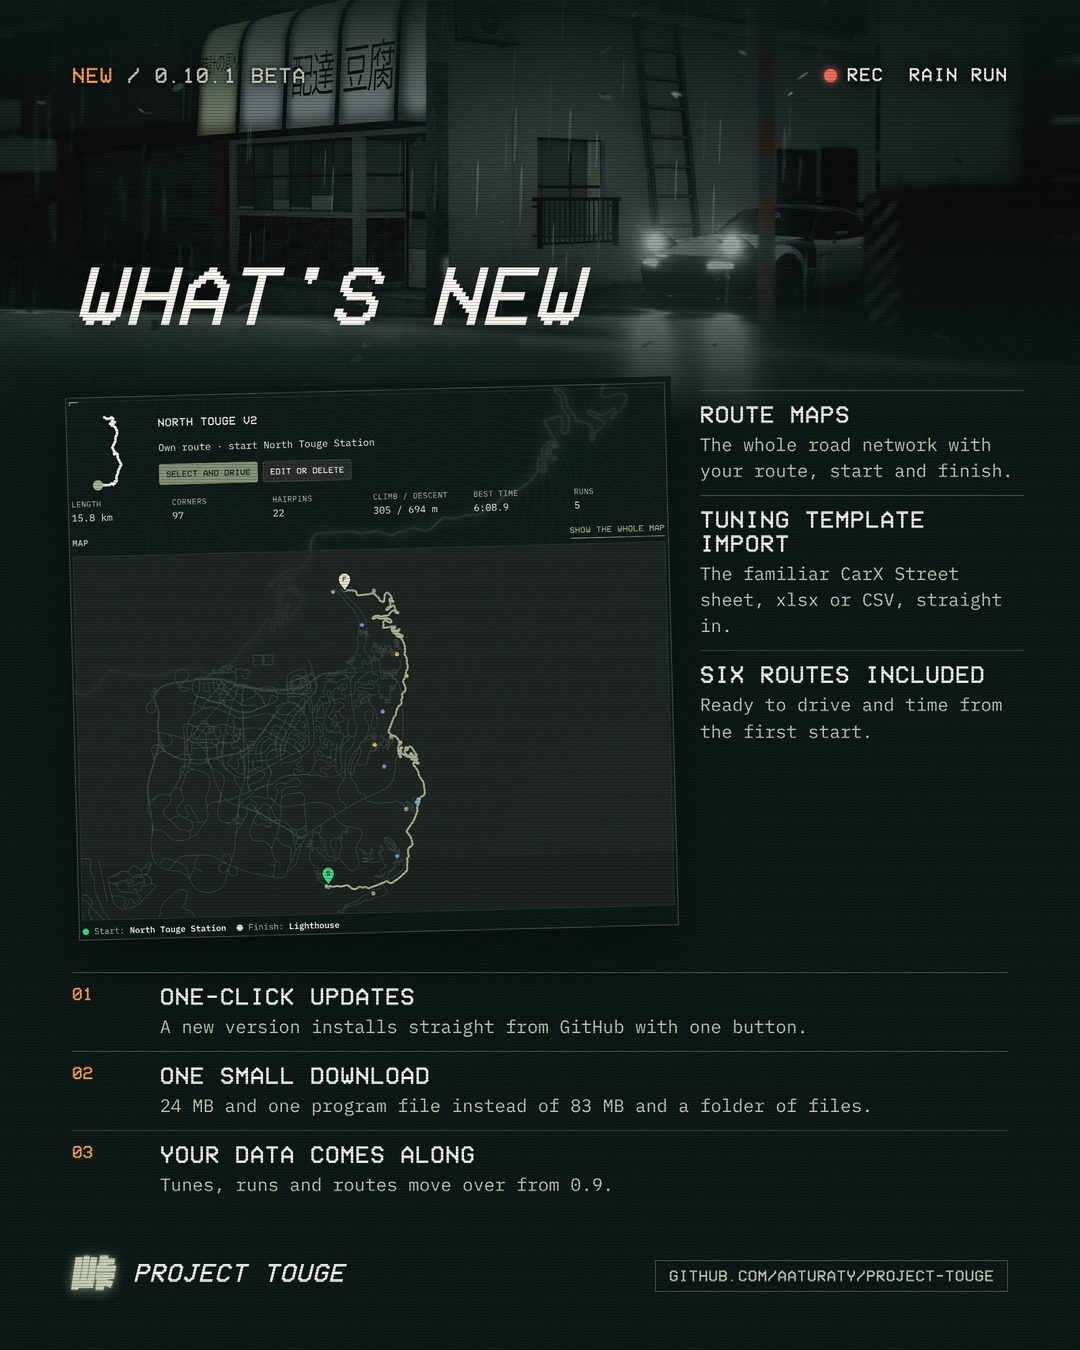 NEW / 0.10.1 BETA
配達 豆腐
REC RAIN RUN
WHAT'S NEW
NORTH TOUGE V2
Own route · start North Touge Station
SELECT AND DRIVE
EDIT OR DELETE
LENGTH
15.8 km
CORNERS
97
HAIRPINS
22
CLIMB / DESCENT
305 / 694 m
BEST TIME
6:08.9
RUNS
5
MAP
SHOW THE WHOLE MAP
Start: North Touge Station Finish: Lighthouse
ROUTE MAPS
The whole road network with
your route, start and finish.
TUNING TEMPLATE
IMPORT
The familiar CarX Street
sheet, xlsx or CSV, straight
in.
SIX ROUTES INCLUDED
Ready to drive and time from
the first start.
01
ONE-CLICK UPDATES
A new version installs straight from GitHub with one button.
02
ONE SMALL DOWNLOAD
24 MB and one program file instead of 83 MB and a folder of files.
03
YOUR DATA COMES ALONG
Tunes, runs and routes move over from 0.9.
PROJECT TOUGE
GITHUB.COM/AATURATY/PROJECT-TOUGE